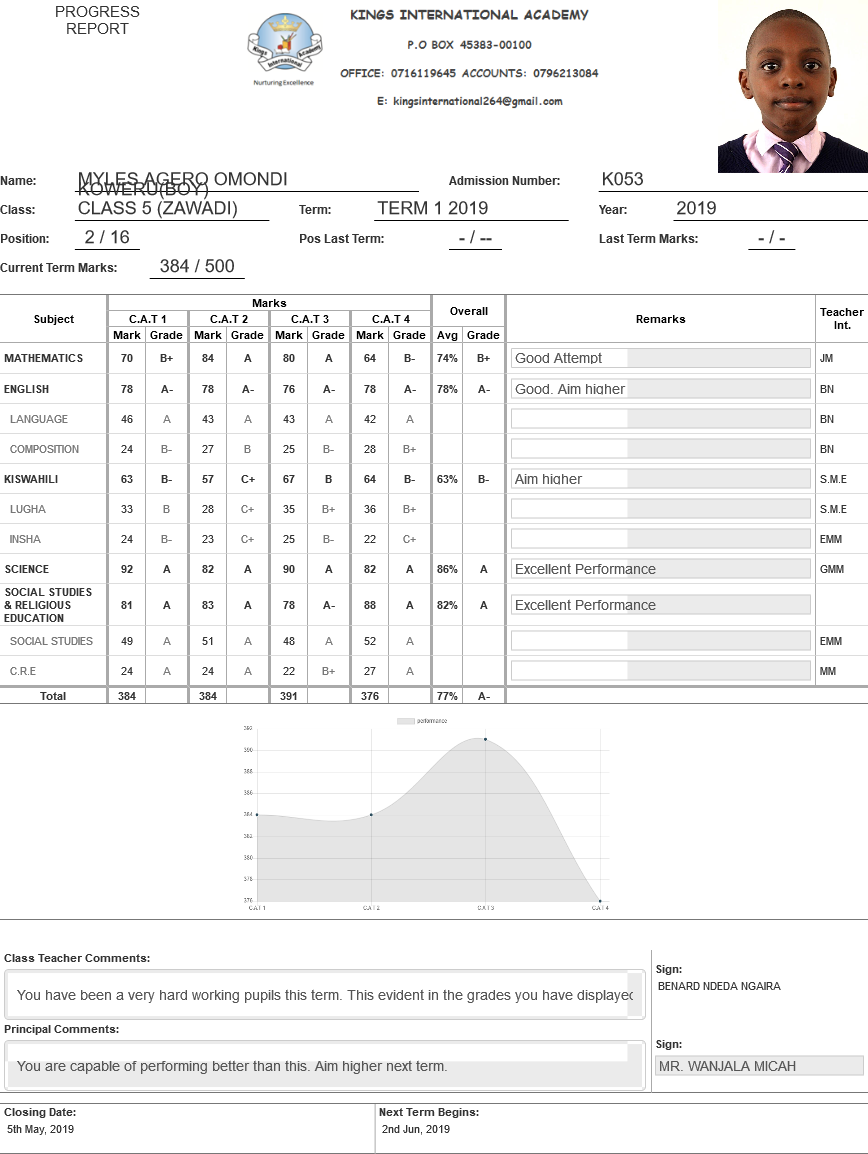 PROGRESS
REPORT
KINGS INTERNATIONAL ACADEMY
P.O BOX 45383-00100
OFFICE: 0716119645 ACCOUNTS: 0796213084
E: kingsinternational264@gmail.com
Kings Academy
International
Nurturing Excellence
Name: MYLES AGERO OMONDI KOWERU(BOY) Admission Number: K053
Class: CLASS 5 (ZAWADI) Term: TERM 1 2019 Year: 2019
Position: 2 / 16 Pos Last Term: - / -- Last Term Marks: - / -
Current Term Marks: 384 / 500
Subject Marks Overall Remarks Teacher Int.
C.A.T 1 C.A.T 2 C.A.T 3 C.A.T 4
Mark Grade Mark Grade Mark Grade Mark Grade Avg Grade
MATHEMATICS 70 B+ 84 A 80 A 64 B- 74% B+ Good Attempt JM
ENGLISH 78 A- 78 A- 76 A- 78 A- 78% A- Good. Aim higher BN
LANGUAGE 46 A 43 A 43 A 42 A BN
COMPOSITION 24 B- 27 B 25 B- 28 B+ BN
KISWAHILI 63 B- 57 C+ 67 B 64 B- 63% B- Aim higher S.M.E
LUGHA 33 B 28 C+ 35 B+ 36 B+ S.M.E
INSHA 24 B- 23 C+ 25 B- 22 C+ EMM
SCIENCE 92 A 82 A 90 A 82 A 86% A Excellent Performance GMM
SOCIAL STUDIES & RELIGIOUS EDUCATION 81 A 83 A 78 A- 88 A 82% A Excellent Performance
SOCIAL STUDIES 49 A 51 A 48 A 52 A EMM
C.R.E 24 A 24 A 22 B+ 27 A MM
Total 384 384 391 376 77% A-
performance
392
390
388
386
384
382
380
378
376
C.A.T 1 C.A.T 2 C.A.T 3 C.A.T 4
Class Teacher Comments:
You have been a very hard working pupils this term. This evident in the grades you have displayed
Sign:
BENARD NDEDA NGAIRA
Principal Comments:
You are capable of performing better than this. Aim higher next term.
Sign:
MR. WANJALA MICAH
Closing Date: Next Term Begins:
5th May, 2019 2nd Jun, 2019